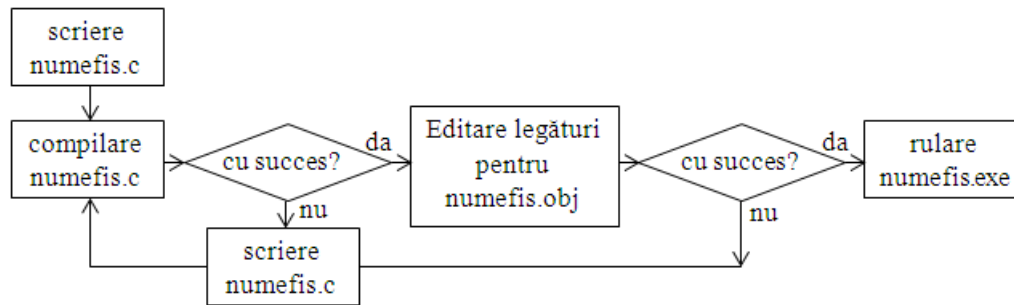 scriere
numefis.c
compilare
numefis.c
cu succes?
da
nu
Editare legături
pentru
numefis.obj
cu succes?
da
nu
rulare
numefis.exe
scriere
numefis.c